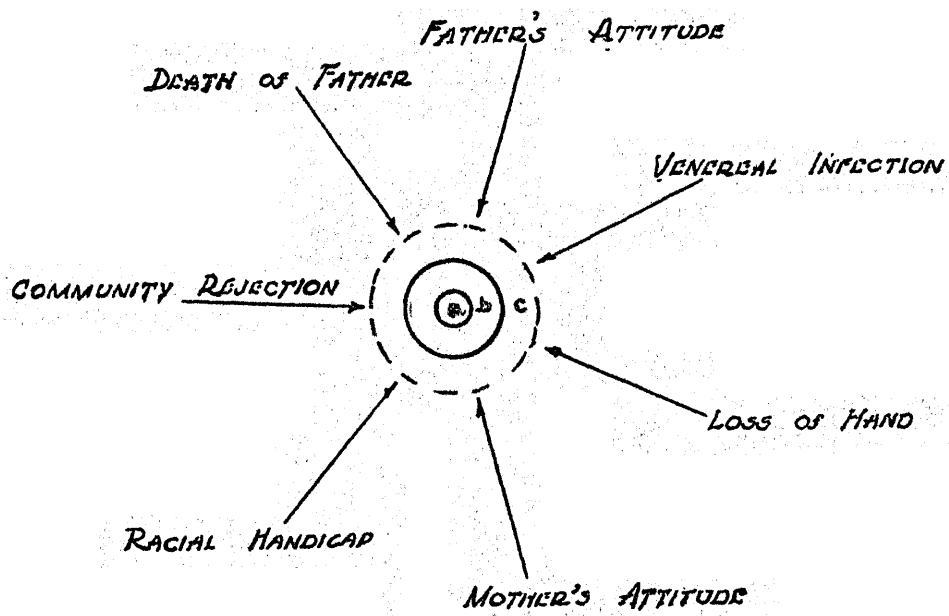 FATHER'S ATTITUDE
DEATH of FATHER
VENEREAL INFECTION
COMMUNITY REJECTION
a b c
LOSS of HAND
RACIAL HANDICAP
MOTHER'S ATTITUDE